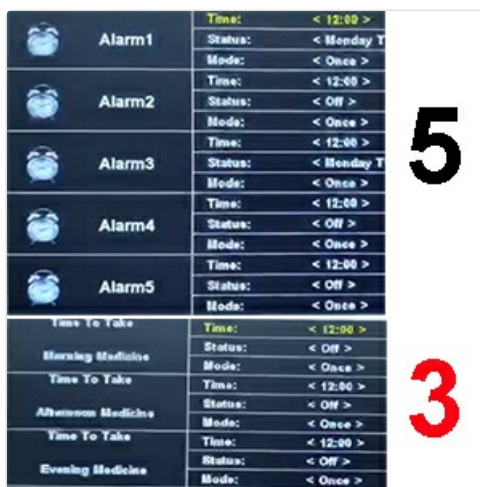 Time: < 12:00 >
Alarm1 Status: < Monday T
Mode: < Once >
Time: < 12:00 >
Alarm2 Status: < Off >
Mode: < Once >
Time: < 12:00 >
Alarm3 Status: < Monday T
Mode: < Once >
Time: < 12:00 >
Alarm4 Status: < Off >
Mode: < Once >
Time: < 12:00 >
Alarm5 Status: < Off >
Mode: < Once >
5
Time To Take Time: < 12:00 >
Status: < Off >
Morning Medicine Mode: < Once >
Time To Take Time: < 12:00 >
Status: < Off >
Afternoon Medicine Mode: < Once >
Time To Take Time: < 12:00 >
Status: < Off >
Evening Medicine Mode: < Once >
3